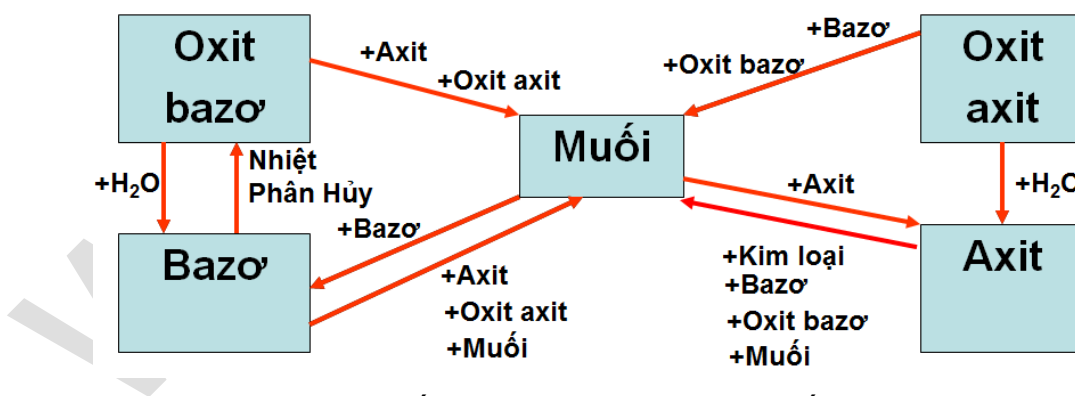 Oxit
bazơ
+Axit
+Oxit axit
+Bazơ
+Oxit bazơ
Oxit
axit
Muối
+H₂O
Nhiệt
Phân Hủy
+Axit
+H₂O
Bazơ
+Bazơ
+Axit
+Oxit axit
+Muối
+Kim loại
+Bazơ
+Oxit bazơ
+Muối
Axit